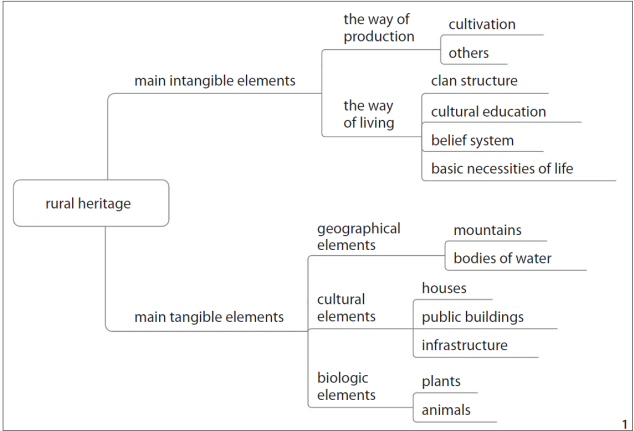 the way of
production
cultivation
others
main intangible elements
clan structure
the way
of living
cultural education
belief system
basic necessities of life
rural heritage
geographical
elements
mountains
bodies of water
main tangible elements
cultural
elements
houses
public buildings
infrastructure
biologic
elements
plants
animals
1